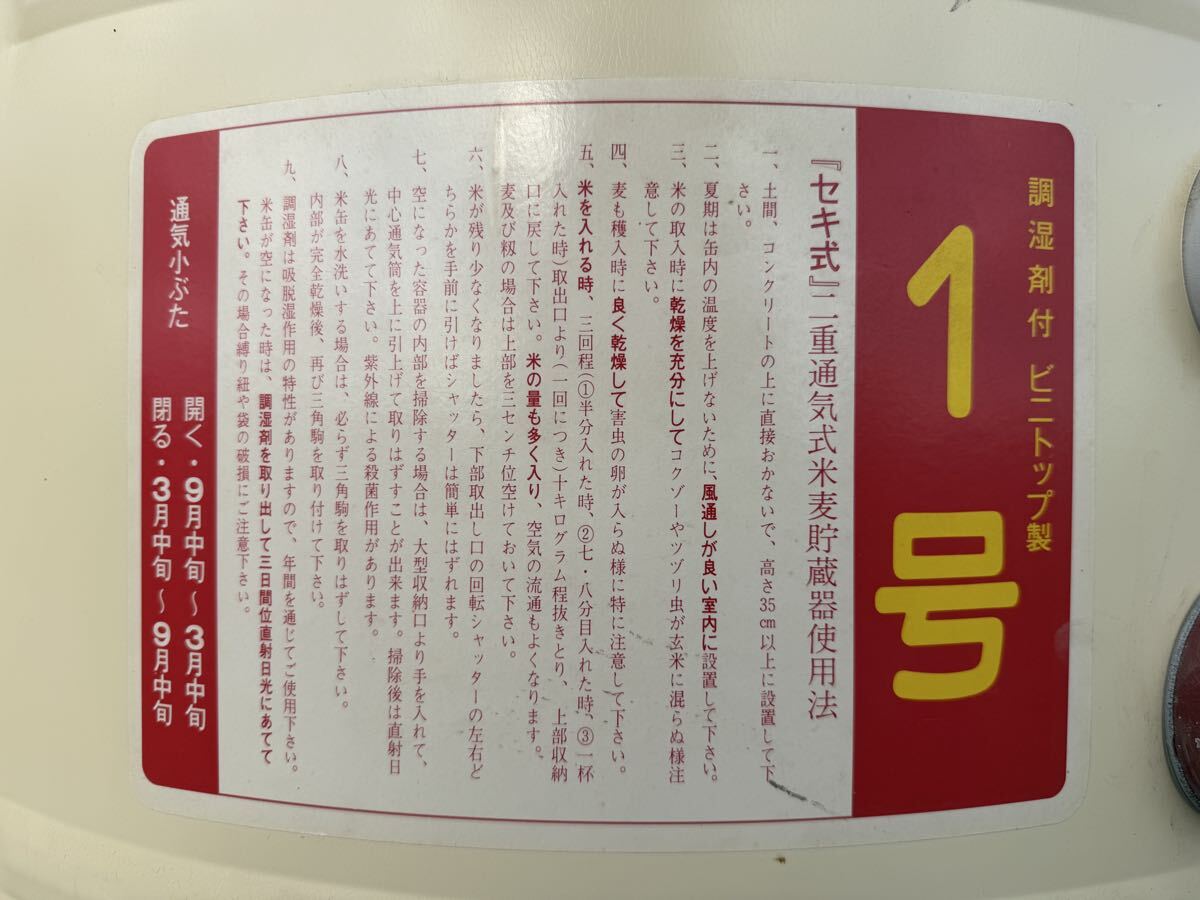 調湿剤付 ビニトップ製
1号
『セキ式』二重通気式米麦貯蔵器使用法
一、土間、コンクリートの上に直接おかないで、高さ35cm以上に設置して下
さい。
二、夏期は缶内の温度を上げないために、風通しが良い室内に設置して下さい。
三、米の取入時に乾燥を充分にしてコクゾーやツヅリ虫が玄米に混らぬ様注
意して下さい。
四、麦も穫入時に良く乾燥して害虫の卵が入らぬ様に特に注意して下さい。
五、米を入れる時、三回程(①半分入れた時、②七・八分目入れた時、③一杯
入れた時)取出口より(一回につき)十キログラム程抜きとり、上部収納
口に戻して下さい。米の量も多く入り、空気の流通もよくなります。
麦及び籾の場合は上部を三センチ位空けておいて下さい。
六、米が残り少なくなりましたら、下部取出し口の回転シャッターの左右ど
ちらかを手前に引けばシャッターは簡単にはずれます。
七、空になった容器の内部を掃除する場合は、大型収納口より手を入れて、
中心通気筒を上に引上げて取りはずすことが出来ます。掃除後は直射日
光にあてて下さい。紫外線による殺菌作用があります。
八、米缶を水洗いする場合は、必らず三角駒を取りはずして下さい。
内部が完全乾燥後、再び三角駒を取り付けて下さい。
九、調湿剤は吸脱湿作用の特性がありますので、年間を通じてご使用下さい。
米缶が空になった時は、調湿剤を取り出して三日間位直射日光にあてて
下さい。その場合縛り紐や袋の破損にご注意下さい。
通気小ぶた
開く・9月中旬～3月中旬
閉る・3月中旬～9月中旬